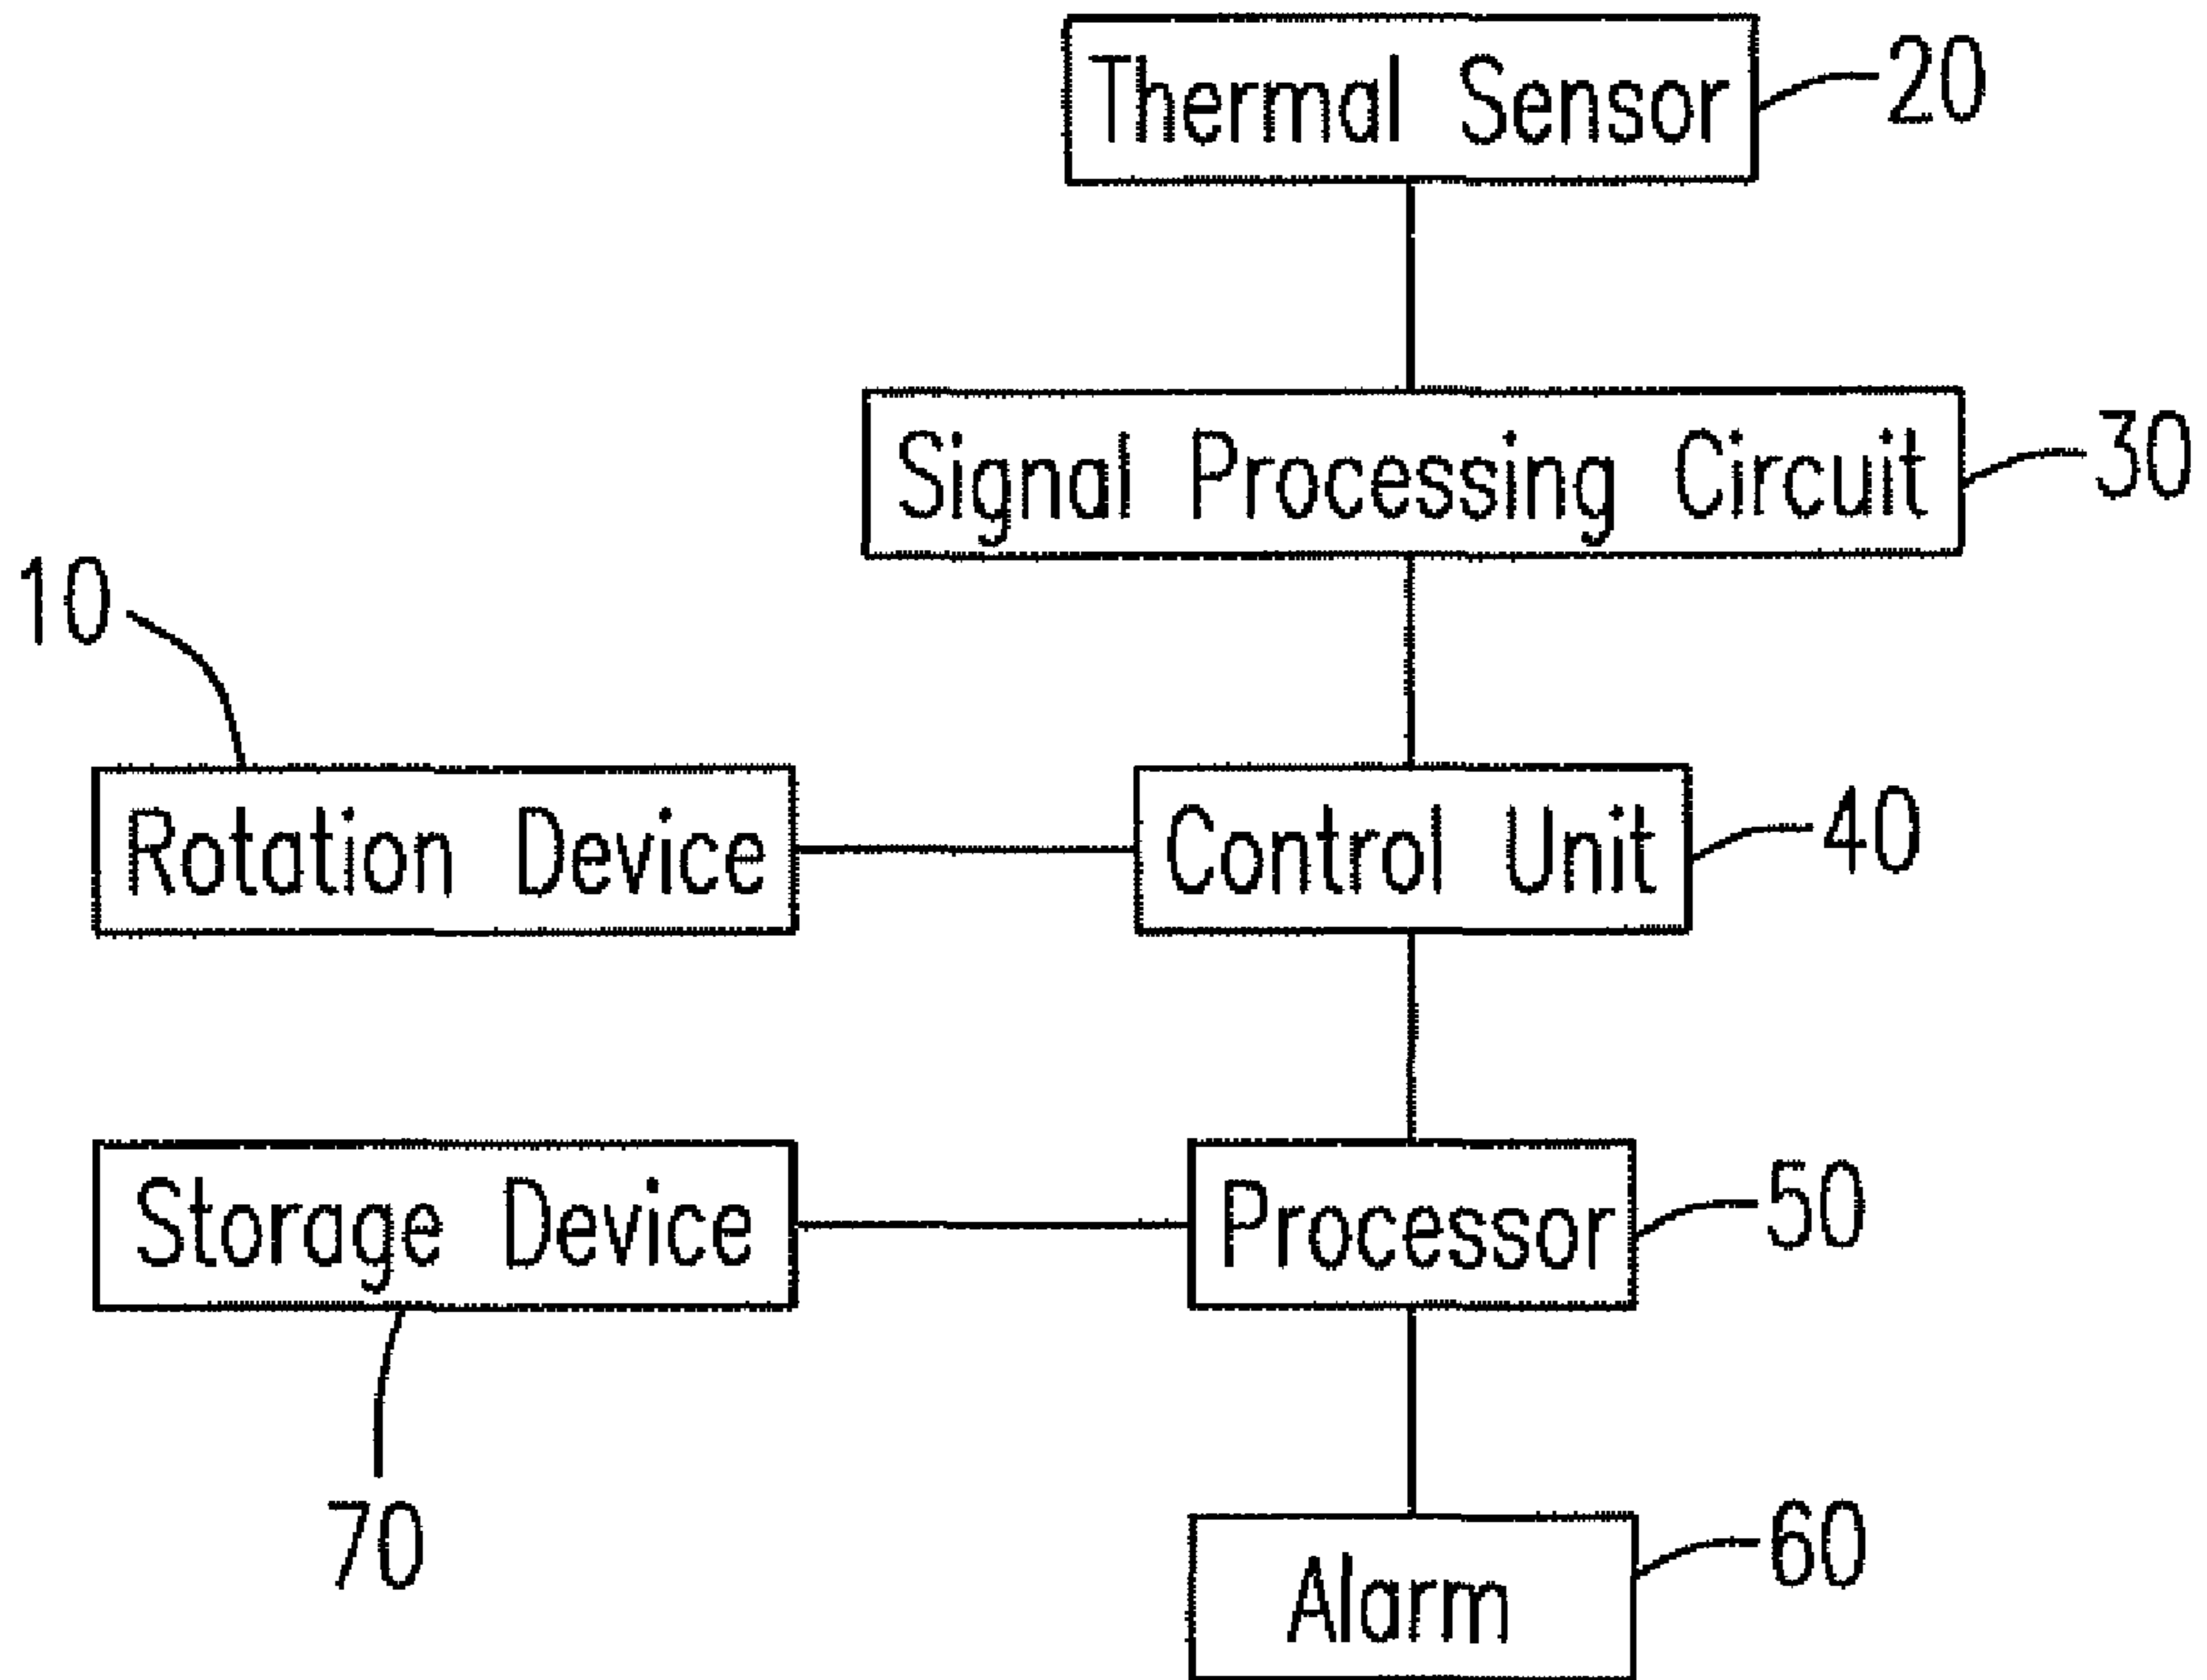 Thermal Sensor 20
Signal Processing Circuit 30
10
Rotation Device Control Unit 40
Storage Device Processor 50
70 60
Alarm